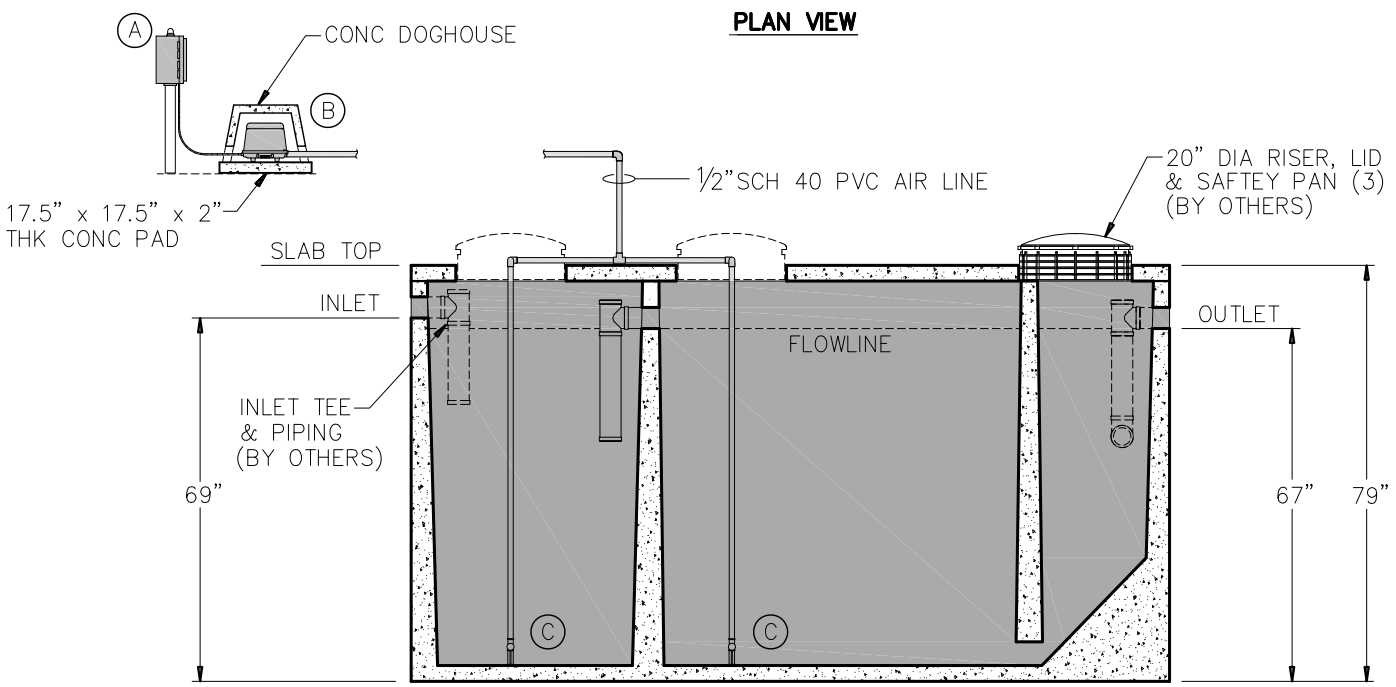 PLAN VIEW
A
CONC DOGHOUSE
B
17.5” x 17.5” x 2”
THK CONC PAD
1/2”SCH 40 PVC AIR LINE
20” DIA RISER, LID
& SAFTEY PAN (3)
(BY OTHERS)
SLAB TOP
INLET
OUTLET
FLOWLINE
INLET TEE
& PIPING
(BY OTHERS)
69”
67”
79”
C
C